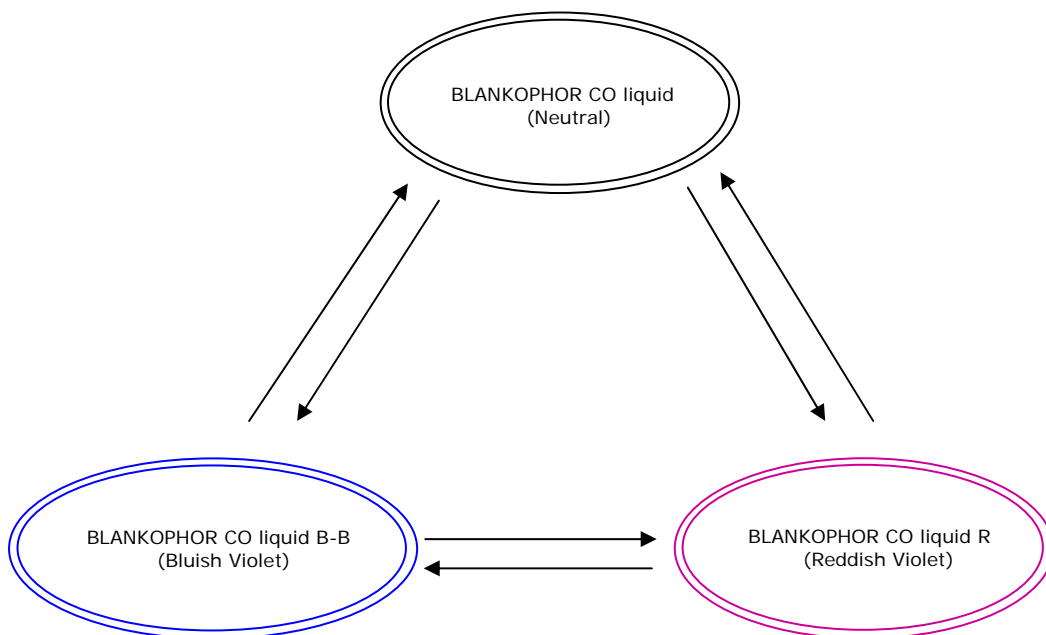 BLANKOPHOR CO liquid
(Neutral)
BLANKOPHOR CO liquid B-B
(Bluish Violet)
BLANKOPHOR CO liquid R
(Reddish Violet)